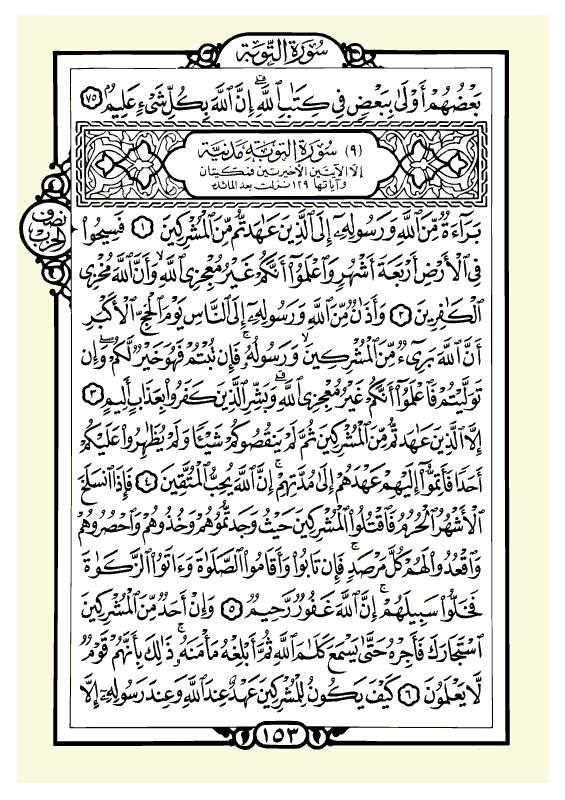 سُورَةُ التَّوْبَةِ
بَعْضُهُمْ أَوْلَىٰ بِبَعْضٍ فِي كِتَٰبِ ٱللَّهِ ۗ إِنَّ ٱللَّهَ بِكُلِّ شَىْءٍ عَلِيمٌۢ ٧٥
(٩) سُورَةُ التَّوْبَةِ مَدَنِيَّة
إلا الآيتين الأخيرتين فمكيتان
وآياتها ١٢٩ نزلت بعد المائدة
بَرَآءَةٌ مِّنَ ٱللَّهِ وَرَسُولِهِۦٓ إِلَى ٱلَّذِينَ عَٰهَدتُّم مِّنَ ٱلْمُشْرِكِينَ ١ فَسِيحُوا۟
نصف الحزب
فِى ٱلْأَرْضِ أَرْبَعَةَ أَشْهُرٍ وَٱعْلَمُوٓا۟ أَنَّكُمْ غَيْرُ مُعْجِزِى ٱللَّهِ ۙ وَأَنَّ ٱللَّهَ مُخْزِى
ٱلْكَٰفِرِينَ ٢ وَأَذَٰنٌ مِّنَ ٱللَّهِ وَرَسُولِهِۦٓ إِلَى ٱلنَّاسِ يَوْمَ ٱلْحَجِّ ٱلْأَكْبَرِ
أَنَّ ٱللَّهَ بَرِىٓءٌ مِّنَ ٱلْمُشْرِكِينَ ۙ وَرَسُولُهُۥ ۚ فَإِن تُبْتُمْ فَهُوَ خَيْرٌ لَّكُمْ ۖ وَإِن
تَوَلَّيْتُمْ فَٱعْلَمُوٓا۟ أَنَّكُمْ غَيْرُ مُعْجِزِى ٱللَّهِ ۗ وَبَشِّرِ ٱلَّذِينَ كَفَرُوا۟ بِعَذَابٍ أَلِيمٍ ٣
إِلَّا ٱلَّذِينَ عَٰهَدتُّم مِّنَ ٱلْمُشْرِكِينَ ثُمَّ لَمْ يَنقُصُوكُمْ شَيْـًٔا وَلَمْ يُظَٰهِرُوا۟ عَلَيْكُمْ
أَحَدًا فَأَتِمُّوٓا۟ إِلَيْهِمْ عَهْدَهُمْ إِلَىٰ مُدَّتِهِمْ ۚ إِنَّ ٱللَّهَ يُحِبُّ ٱلْمُتَّقِينَ ٤ فَإِذَا ٱنسَلَخَ
ٱلْأَشْهُرُ ٱلْحُرُمُ فَٱقْتُلُوا۟ ٱلْمُشْرِكِينَ حَيْثُ وَجَدتُّمُوهُمْ وَخُذُوهُمْ وَٱحْصُرُوهُمْ
وَٱقْعُدُوا۟ لَهُمْ كُلَّ مَرْصَدٍ ۚ فَإِن تَابُوا۟ وَأَقَامُوا۟ ٱلصَّلَوٰةَ وَءَاتَوُا۟ ٱلزَّكَوٰةَ
فَخَلُّوا۟ سَبِيلَهُمْ ۚ إِنَّ ٱللَّهَ غَفُورٌ رَّحِيمٌ ٥ وَإِنْ أَحَدٌ مِّنَ ٱلْمُشْرِكِينَ
ٱسْتَجَارَكَ فَأَجِرْهُ حَتَّىٰ يَسْمَعَ كَلَٰمَ ٱللَّهِ ثُمَّ أَبْلِغْهُ مَأْمَنَهُۥ ۚ ذَٰلِكَ بِأَنَّهُمْ قَوْمٌ
لَّا يَعْلَمُونَ ٦ كَيْفَ يَكُونُ لِلْمُشْرِكِينَ عَهْدٌ عِندَ ٱللَّهِ وَعِندَ رَسُولِهِۦٓ إِلَّا
١٥٣